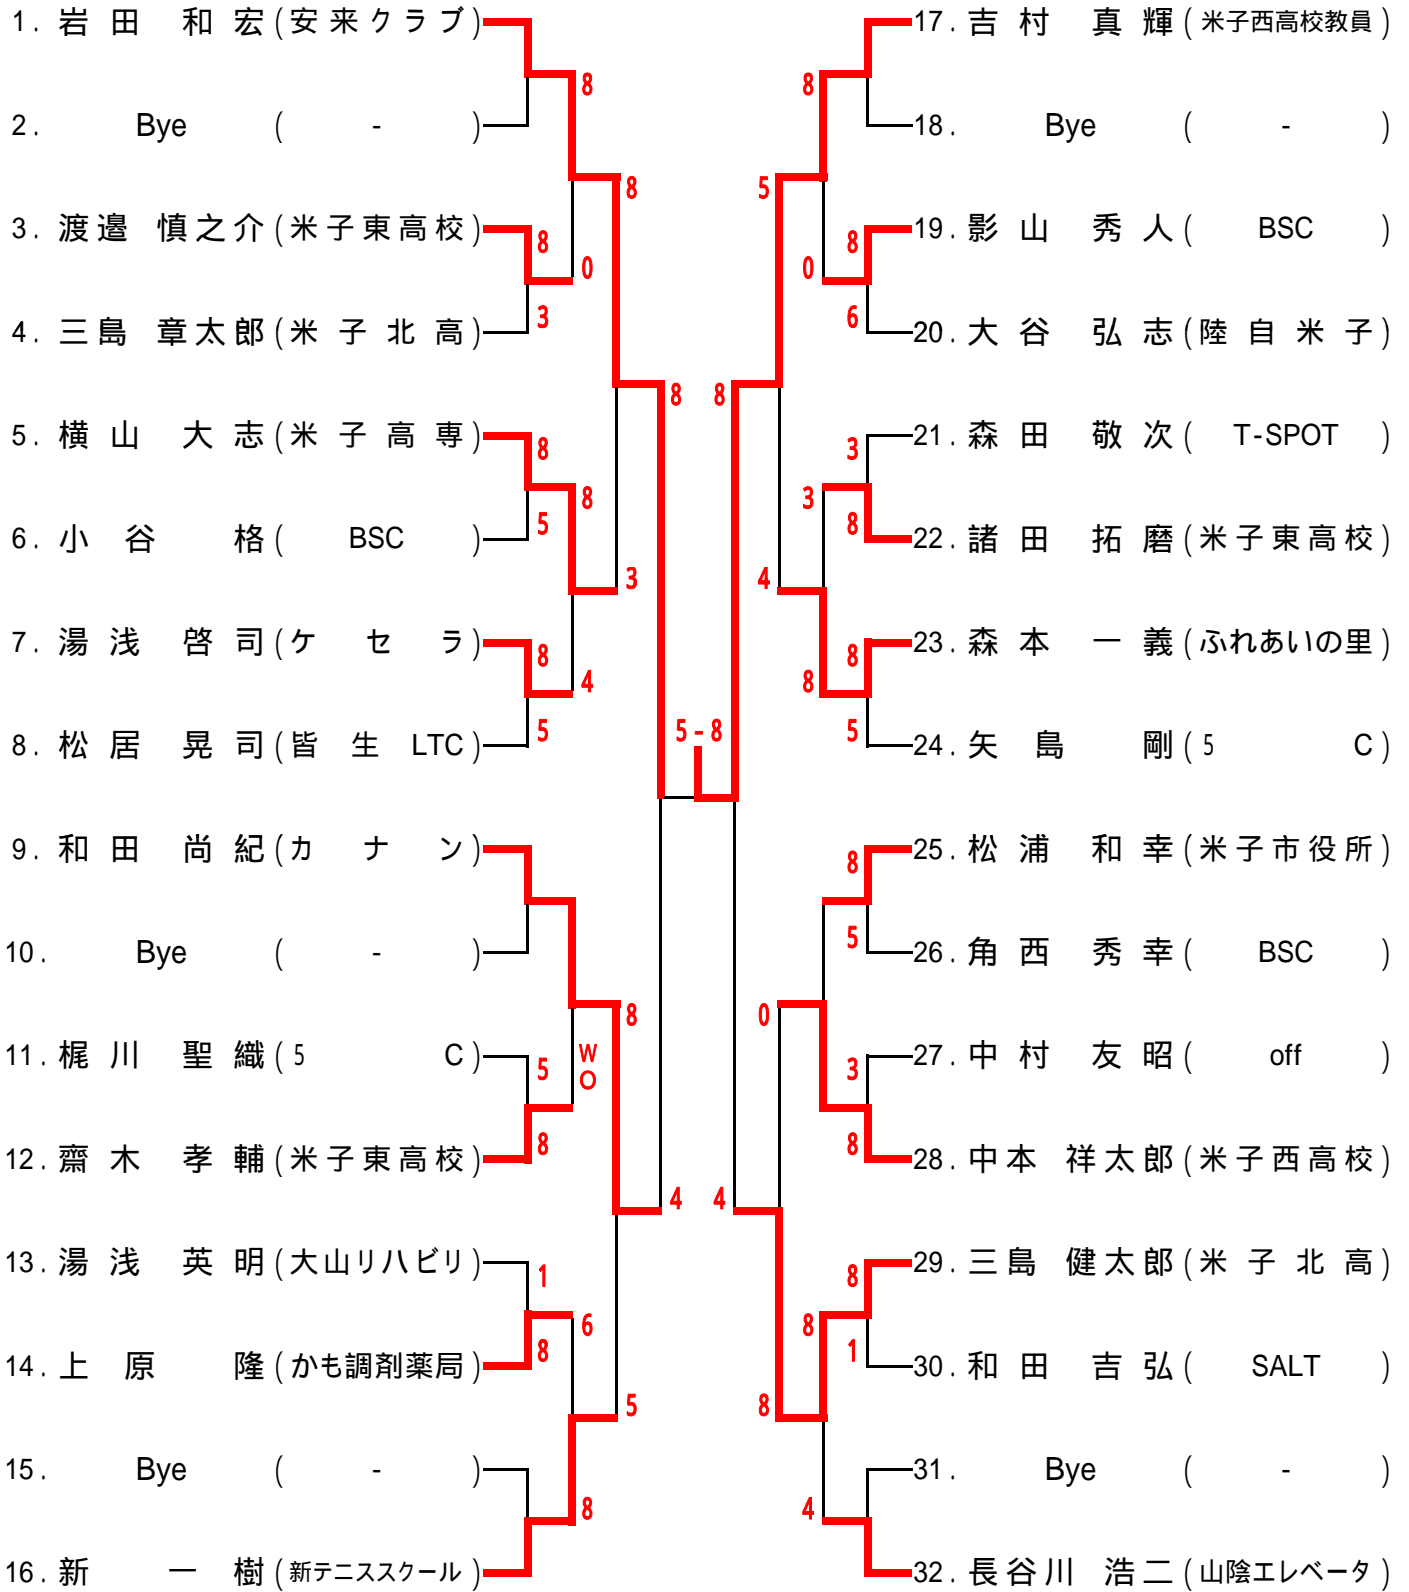 1. 岩田 和宏 (安来クラブ)
8
2. Bye ( - )
8
3. 渡邉 慎之介 (米子東高校)
8
0
4. 三島 章太郎 (米子北高)
3
8
5. 横山 大志 (米子高専)
8
8
6. 小谷 格 (BSC)
5
3
7. 湯浅 啓司 (ケセラ)
8
4
8. 松居 晃司 (皆生LTC)
5
9. 和田 尚紀 (カナン)
10. Bye ( - )
8
11. 梶川 聖織 (5 C)
5
WO
12. 齋木 孝輔 (米子東高校)
8
4
13. 湯浅 英明 (大山リハビリ)
1
6
14. 上原 隆 (かも調剤薬局)
8
5
15. Bye ( - )
8
16. 新 一樹 (新テニススクール)
5-8
17. 吉村 真輝 (米子西高校教員)
8
18. Bye ( - )
5
19. 影山 秀人 (BSC)
8
0
20. 大谷 弘志 (陸自米子)
6
8
21. 森田 敬次 (T-SPOT)
3
3
22. 諸田 拓磨 (米子東高校)
8
4
23. 森本 一義 (ふれあいの里)
8
8
24. 矢島 剛 (5 C)
5
25. 松浦 和幸 (米子市役所)
8
26. 角西 秀幸 (BSC)
5
0
27. 中村 友昭 (off)
3
28. 中本 祥太郎 (米子西高校)
8
4
29. 三島 健太郎 (米子北高)
8
8
30. 和田 吉弘 (SALT)
1
8
31. Bye ( - )
4
32. 長谷川 浩二 (山陰エレベータ)